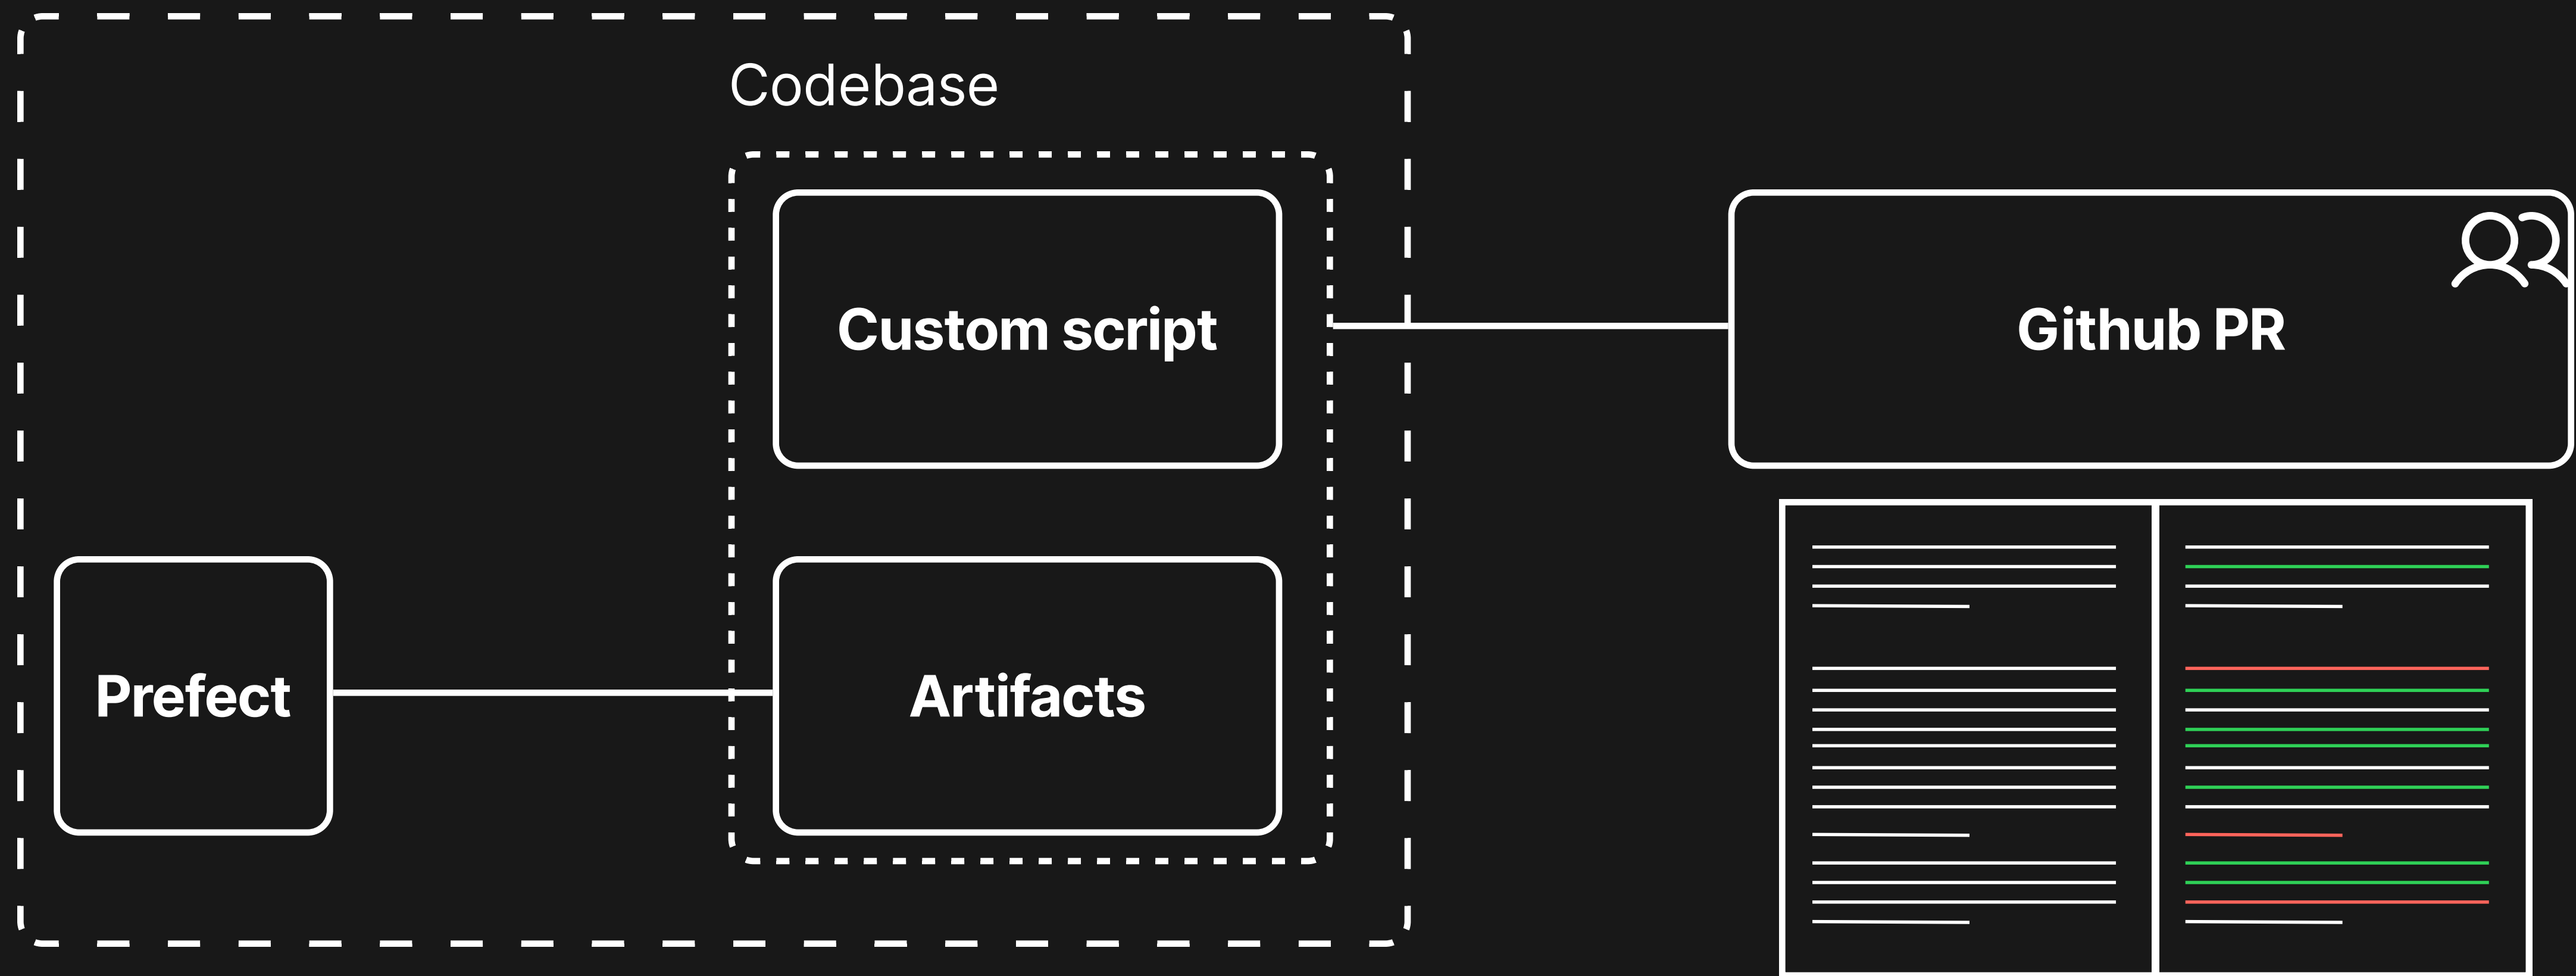 Codebase
Custom script
Github PR
Prefect
Artifacts